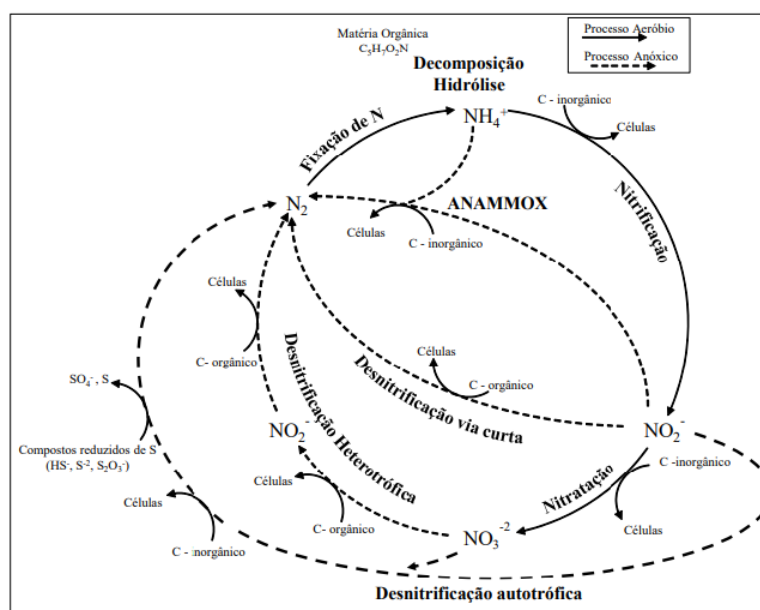 Matéria Orgânica
C₅H₇O₂N
Decomposição
Hidrólise
Processo Aeróbio
Processo Anóxico
NH₄⁺
C - inorgânico
Células
Fixação de N
Nitrificação
N₂
ANAMMOX
Células
C - inorgânico
Células
C- orgânico
Desnitrificação Heterotrófica
Células
C - orgânico
Desnitrificação via curta
SO₄⁻, S
Compostos reduzidos de S
(HS⁻, S⁻², S₂O₃⁻)
NO₂⁻
NO₂⁻
C -inorgânico
Nitratação
Células
Células
C- orgânico
Células
C - inorgânico
NO₃⁻²
Desnitrificação autotrófica